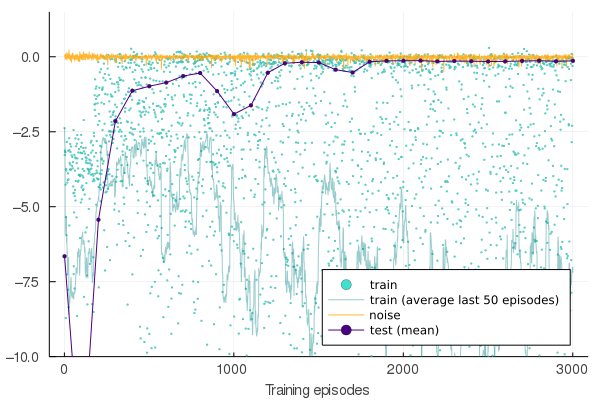 0.0
−2.5
−5.0
−7.5
−10.0
0
1000
2000
3000
Training episodes
train
train (average last 50 episodes)
noise
test (mean)